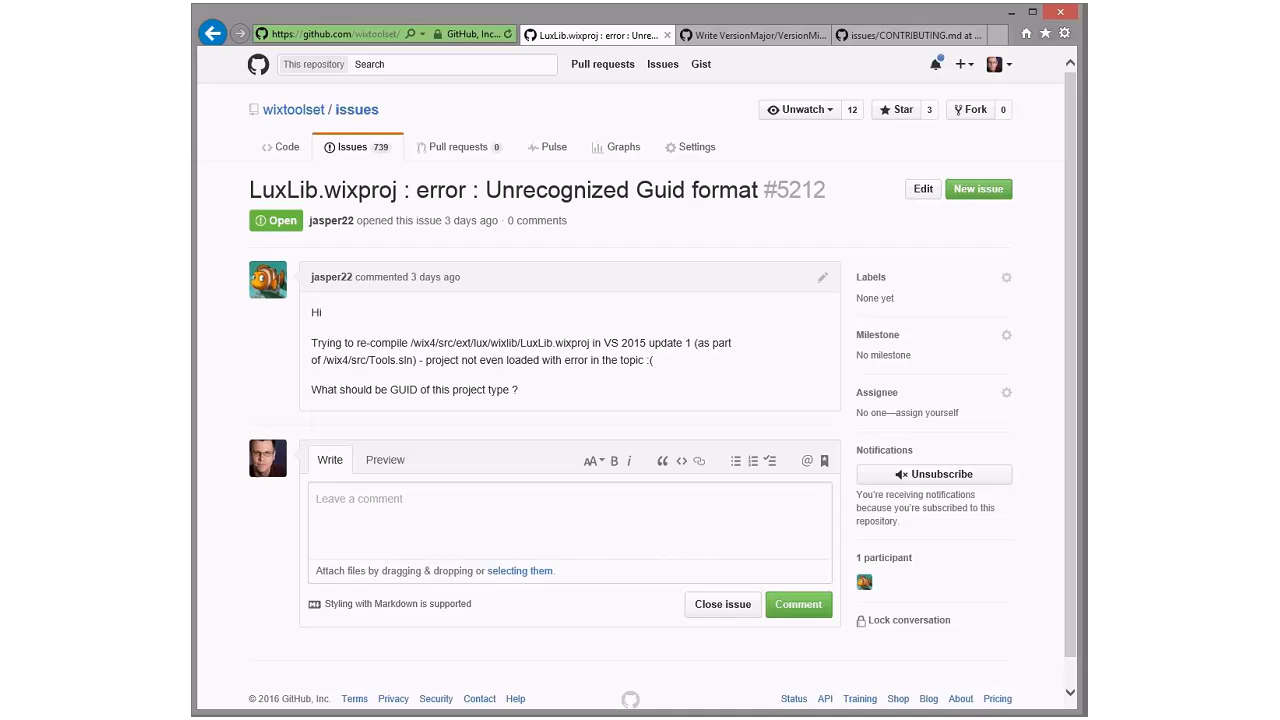 https://github.com/wixtoolset/ GitHub, Inc... LuxLib.wixproj : error : Unre... Write VersionMajor/VersionMi... issues/CONTRIBUTING.md at ...
This repository Search Pull requests Issues Gist
wixtoolset / issues Unwatch 12 Star 3 Fork 0
Code Issues 739 Pull requests 0 Pulse Graphs Settings
LuxLib.wixproj : error : Unrecognized Guid format #5212 Edit New issue
Open jasper22 opened this issue 3 days ago · 0 comments
jasper22 commented 3 days ago
Hi
Trying to re-compile /wix4/src/ext/lux/wixlib/LuxLib.wixproj in VS 2015 update 1 (as part
of /wix4/src/Tools.sln) - project not even loaded with error in the topic :(
What should be GUID of this project type ?
Labels
None yet
Milestone
No milestone
Assignee
No one—assign yourself
Notifications
Unsubscribe
You're receiving notifications
because you're subscribed to this
repository.
1 participant
Lock conversation
Write Preview AA B i @
Leave a comment
Attach files by dragging & dropping or selecting them.
Styling with Markdown is supported Close issue Comment
© 2016 GitHub, Inc. Terms Privacy Security Contact Help Status API Training Shop Blog About Pricing